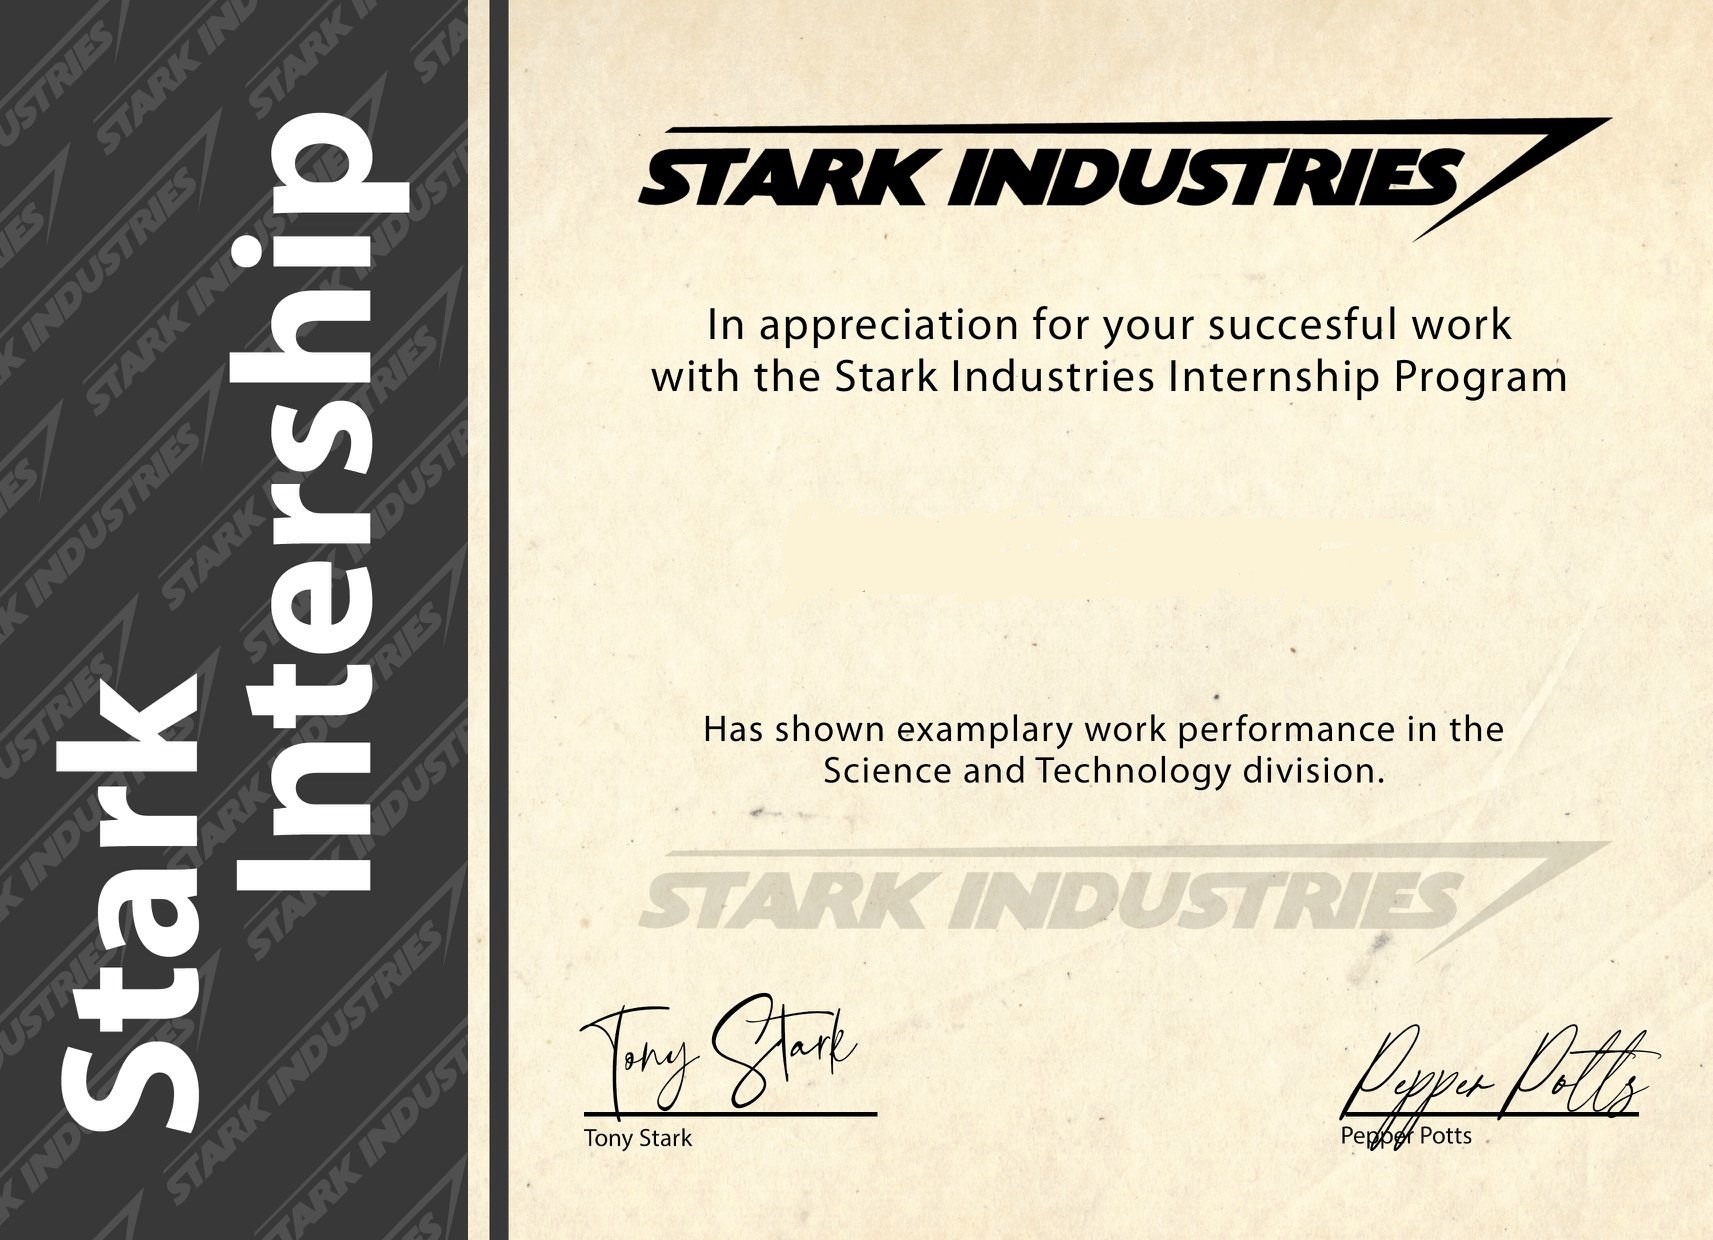 Stark
Internship
STARK INDUSTRIES
In appreciation for your succesful work
with the Stark Industries Internship Program
Has shown examplary work performance in the
Science and Technology division.
STARK INDUSTRIES
Tony Stark
Tony Stark
Pepper Potts
Pepper Potts